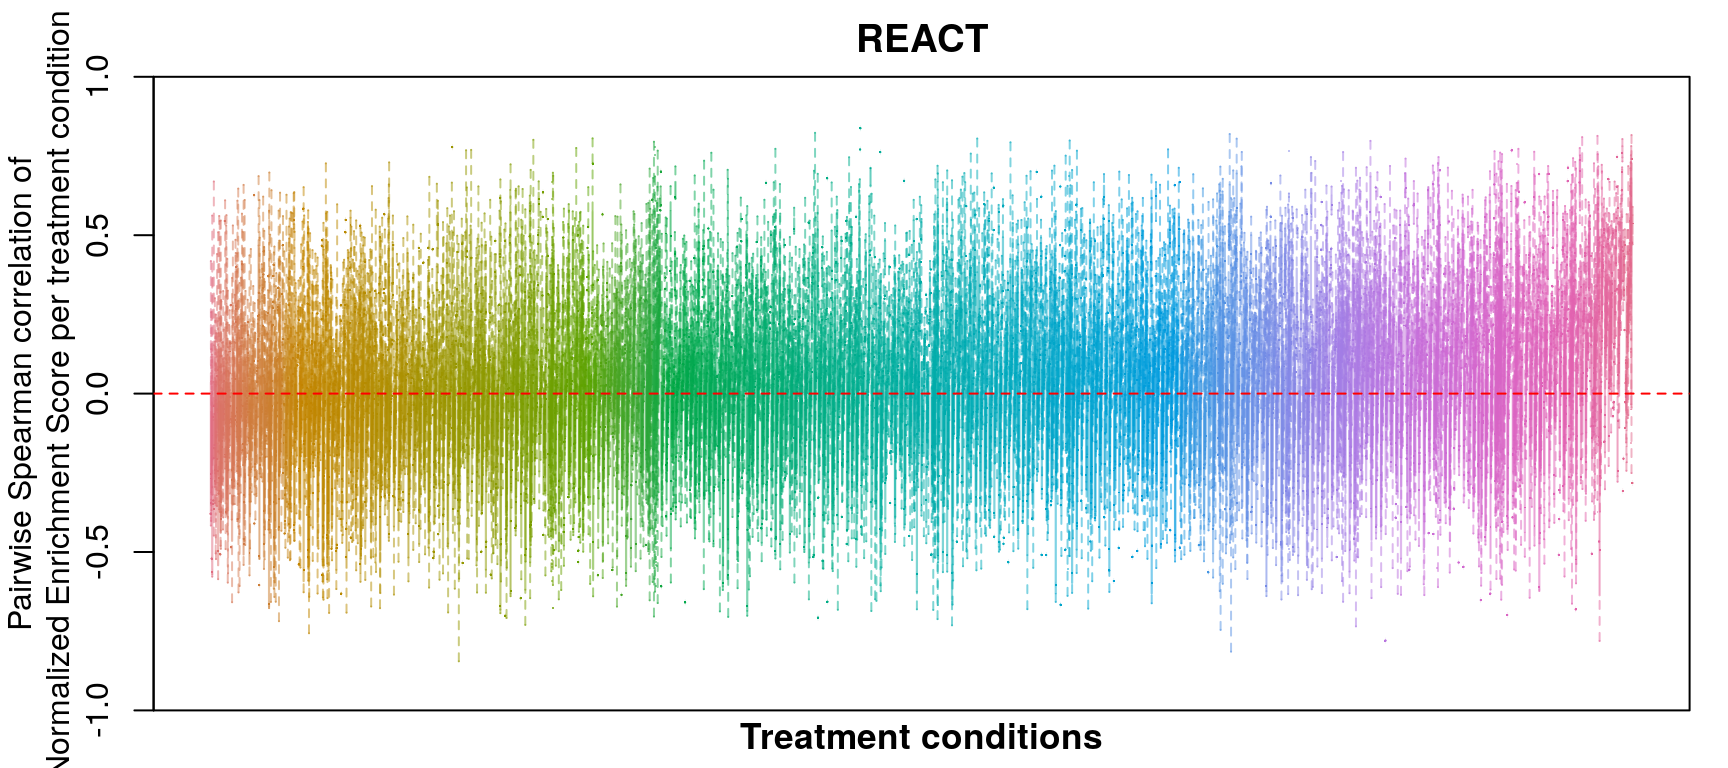 REACT
Pairwise Spearman correlation of
Normalized Enrichment Score per treatment condition
1.0
0.5
0.0
-0.5
-1.0
Treatment conditions